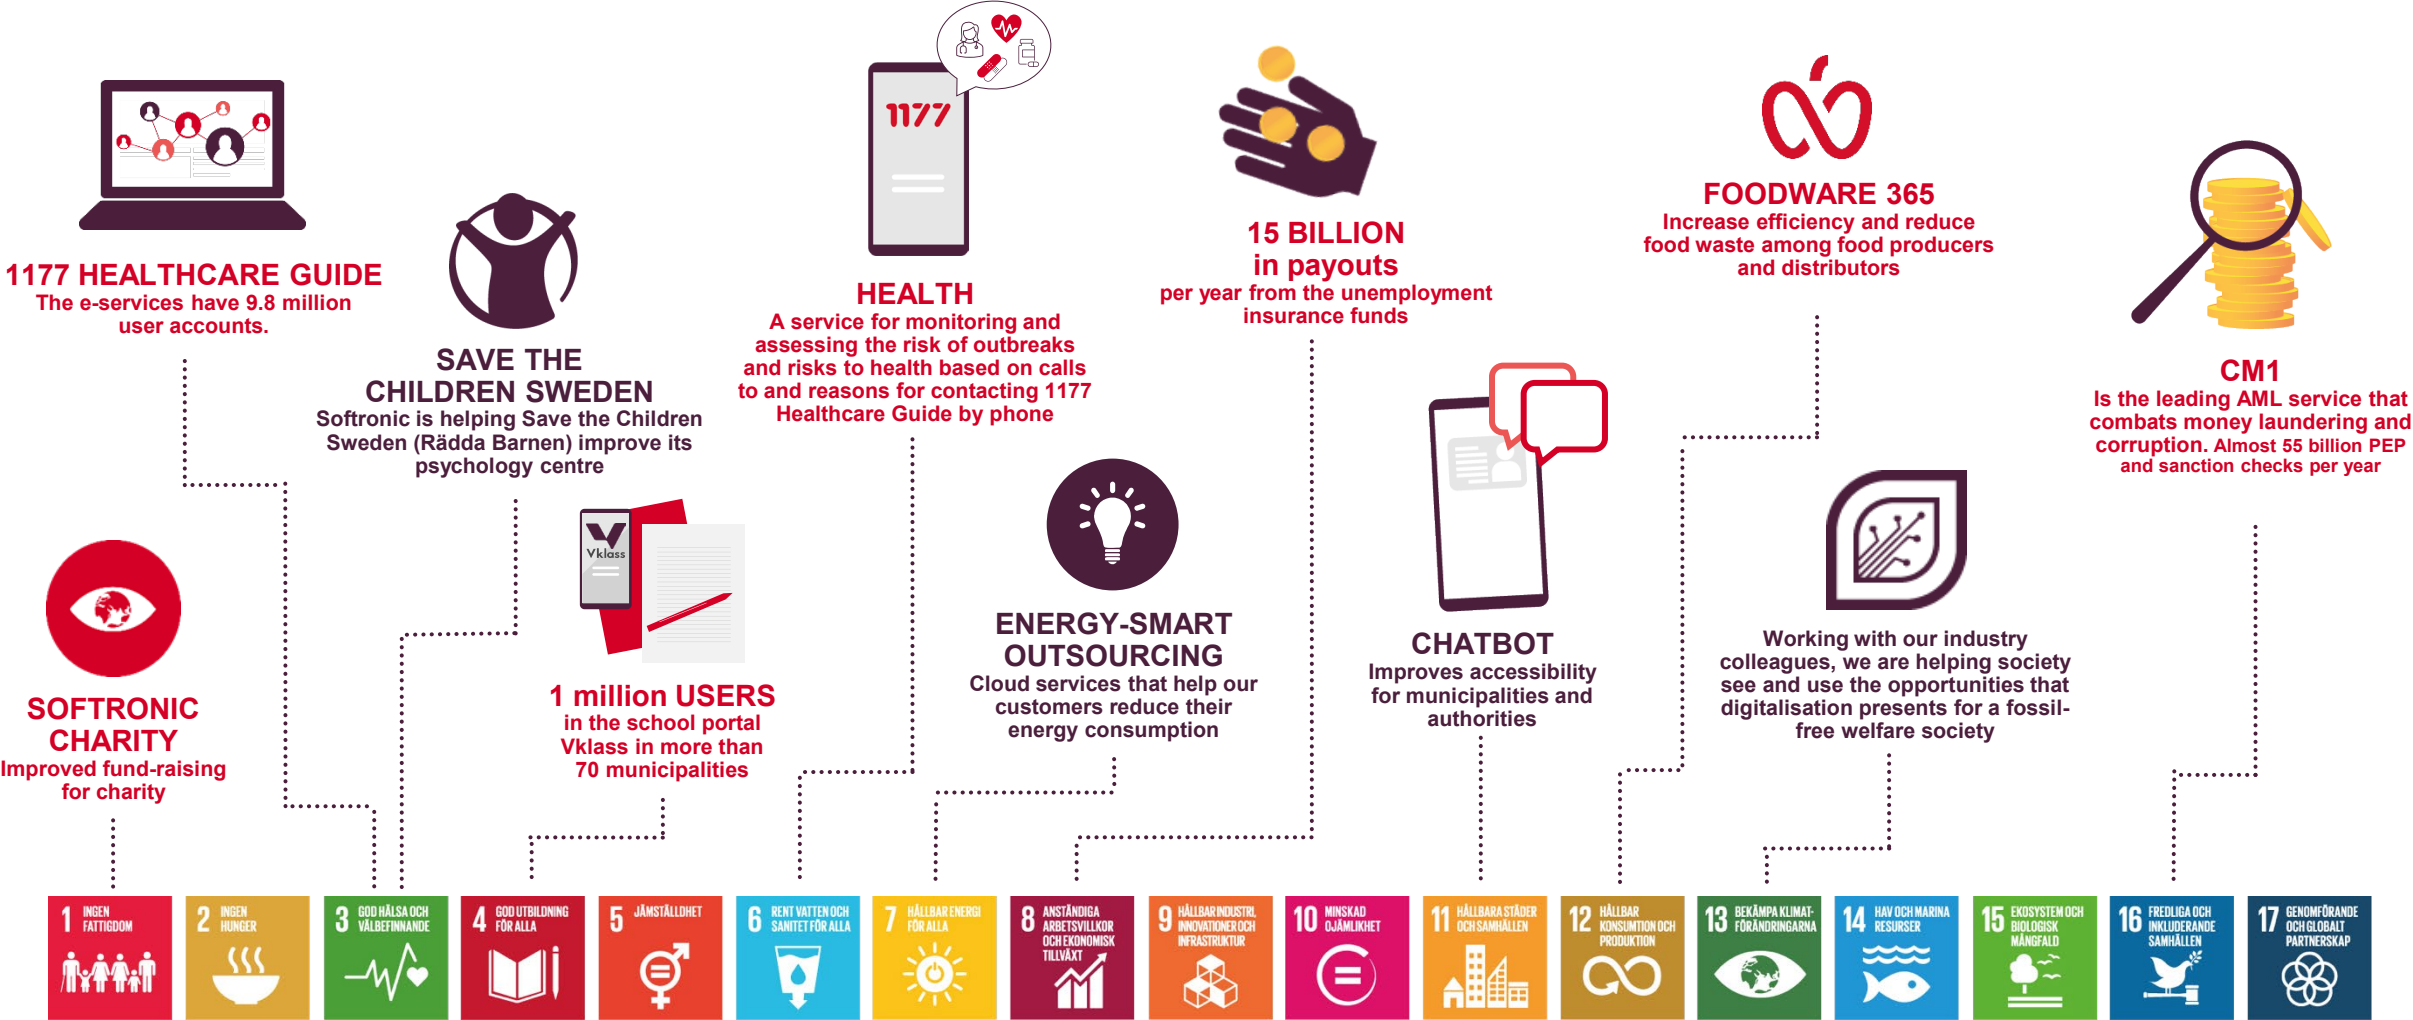 1177
FOODWARE 365
Increase efficiency and reduce
food waste among food producers
and distributors
15 BILLION
in payouts
per year from the unemployment
insurance funds
1177 HEALTHCARE GUIDE
The e-services have 9.8 million
user accounts.
HEALTH
A service for monitoring and
assessing the risk of outbreaks
and risks to health based on calls
to and reasons for contacting 1177
Healthcare Guide by phone
SAVE THE
CHILDREN SWEDEN
Softronic is helping Save the Children
Sweden (Rädda Barnen) improve its
psychology centre
CM1
Is the leading AML service that
combats money laundering and
corruption. Almost 55 billion PEP
and sanction checks per year
Vklass
ENERGY-SMART
OUTSOURCING
Cloud services that help our
customers reduce their
energy consumption
CHATBOT
Improves accessibility
for municipalities and
authorities
Working with our industry
colleagues, we are helping society
see and use the opportunities that
digitalisation presents for a fossil-
free welfare society
SOFTRONIC
CHARITY
Improved fund-raising
for charity
1 million USERS
in the school portal
Vklass in more than
70 municipalities
1 INGEN
FATTIGDOM
2 INGEN
HUNGER
3 GOD HÄLSA OCH
VÄLBEFINNANDE
4 GOD UTBILDNING
FÖR ALLA
5 JÄMSTÄLLDHET
6 RENT VATTEN OCH
SANITET FÖR ALLA
7 HÅLLBAR ENERGI
FÖR ALLA
8 ANSTÄNDIGA
ARBETSVILLKOR
OCH EKONOMISK
TILLVÄXT
9 HÅLLBAR INDUSTRI,
INNOVATIONER OCH
INFRASTRUKTUR
10 MINSKAD
OJÄMLIKHET
11 HÅLLBARA STÄDER
OCH SAMHÄLLEN
12 HÅLLBAR
KONSUMTION OCH
PRODUKTION
13 BEKÄMPA KLIMAT-
FÖRÄNDRINGARNA
14 HAV OCH MARINA
RESURSER
15 EKOSYSTEM OCH
BIOLOGISK
MÅNGFALD
16 FREDLIGA OCH
INKLUDERANDE
SAMHÄLLEN
17 GENOMFÖRANDE
OCH GLOBALT
PARTNERSKAP